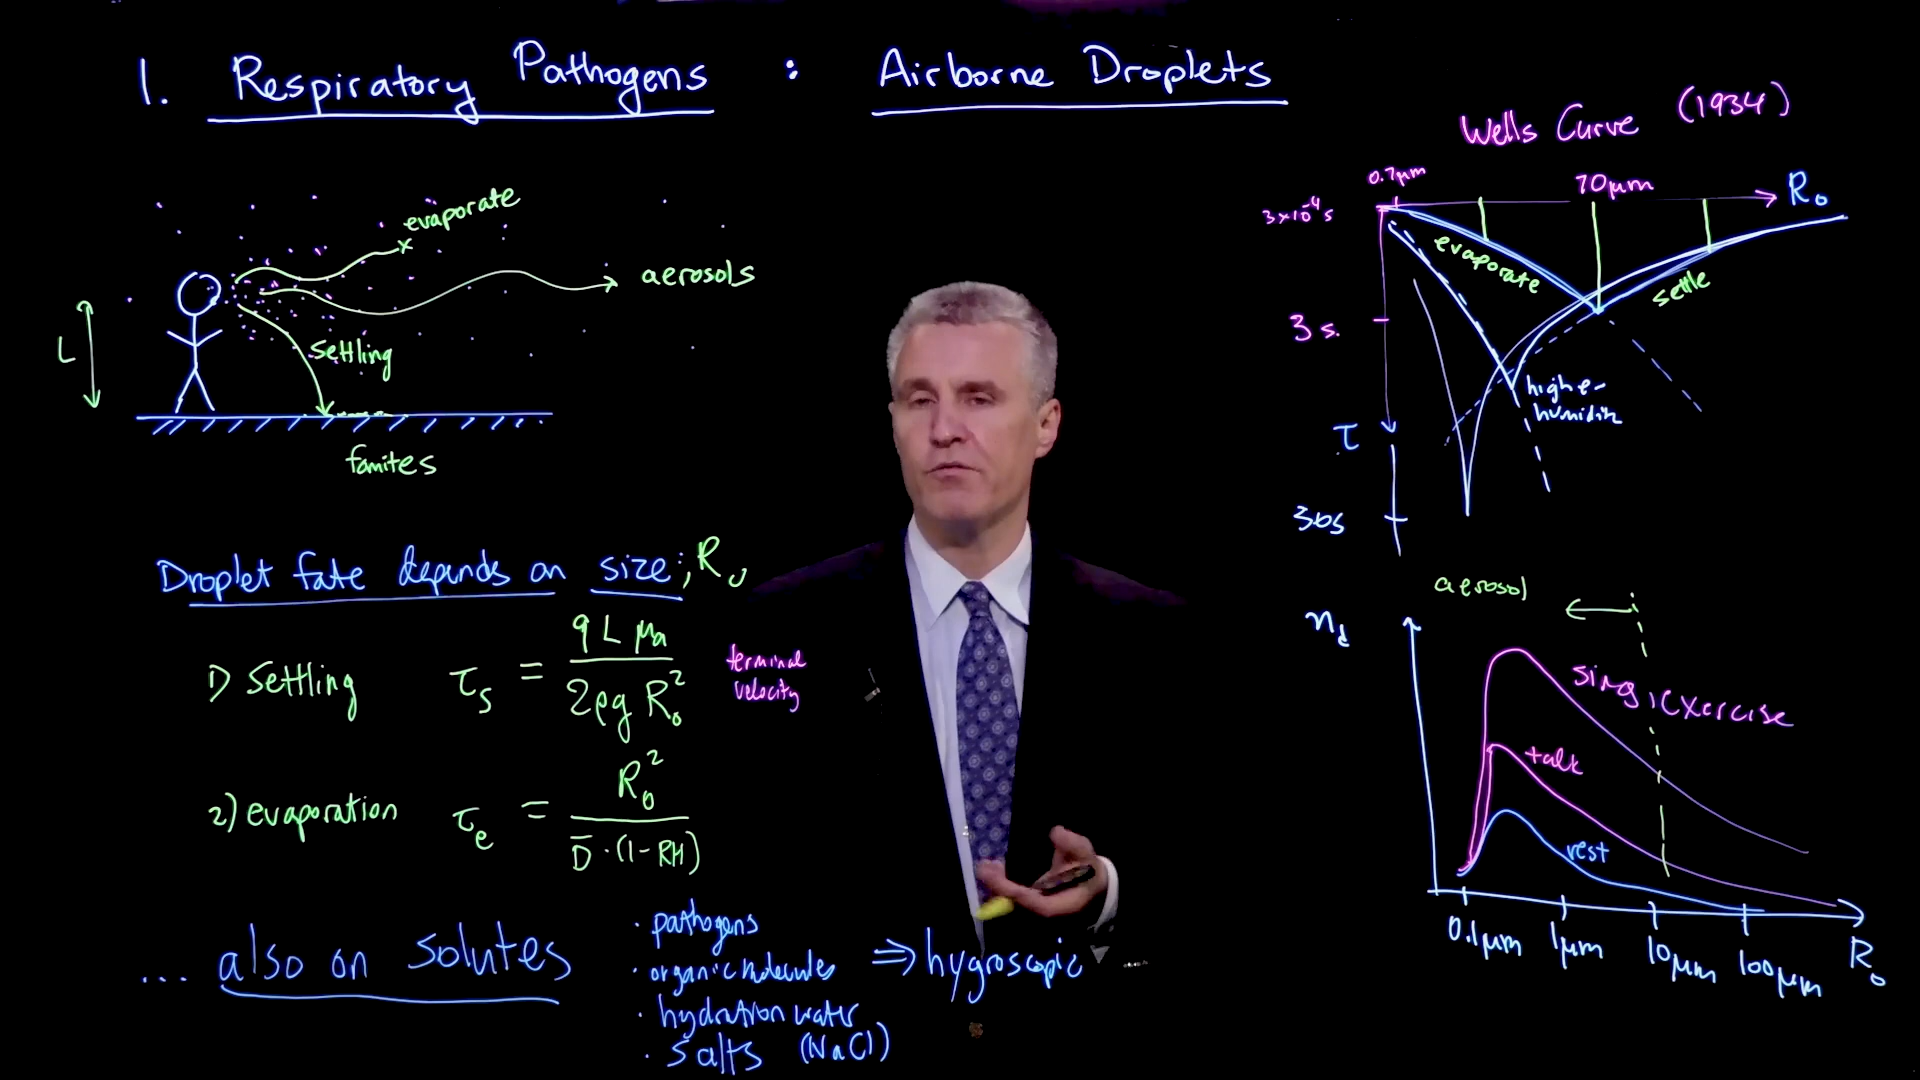 1. Respiratory Pathogens : Airborne Droplets
evaporate
aerosols
L
settling
fomites
Droplet fate depends on size; R₀
1) Settling τₛ = 9 L μₐ / 2ρg R₀²
terminal
velocity
2) evaporation τₑ = R₀² / D̄ · (1-RH)
... also on solutes
· pathogens
· organic molecules
· hydration water
· salts (NaCl)
⇒ hygroscopic
Wells Curve (1934)
0.7μm 70μm R₀
3×10⁻⁴ s
evaporate
settle
3 s.
higher
humidity
τ
30s
aerosol
n_d
sing/exercise
talk
rest
0.1μm 1μm 10μm 100μm R₀